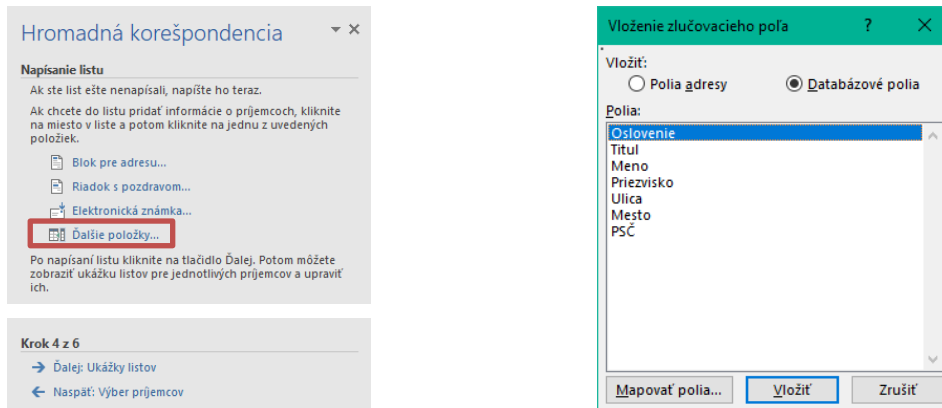 Hromadná korešpondencia
Napísanie listu
Ak ste list ešte nenapísali, napíšte ho teraz.
Ak chcete do listu pridať informácie o príjemcoch, kliknite
na miesto v liste a potom kliknite na jednu z uvedených
položiek.
Blok pre adresu...
Riadok s pozdravom...
Elektronická známka...
Ďalšie položky...
Po napísaní listu kliknite na tlačidlo Ďalej. Potom môžete
zobraziť ukážku listov pre jednotlivých príjemcov a upraviť
ich.
Krok 4 z 6
Ďalej: Ukážky listov
Naspäť: Výber príjemcov
Vloženie zlučovacieho poľa ?
Vložiť:
Polia adresy Databázové polia
Polia:
Oslovenie
Titul
Meno
Priezvisko
Ulica
Mesto
PSČ
Mapovať polia... Vložiť Zrušiť